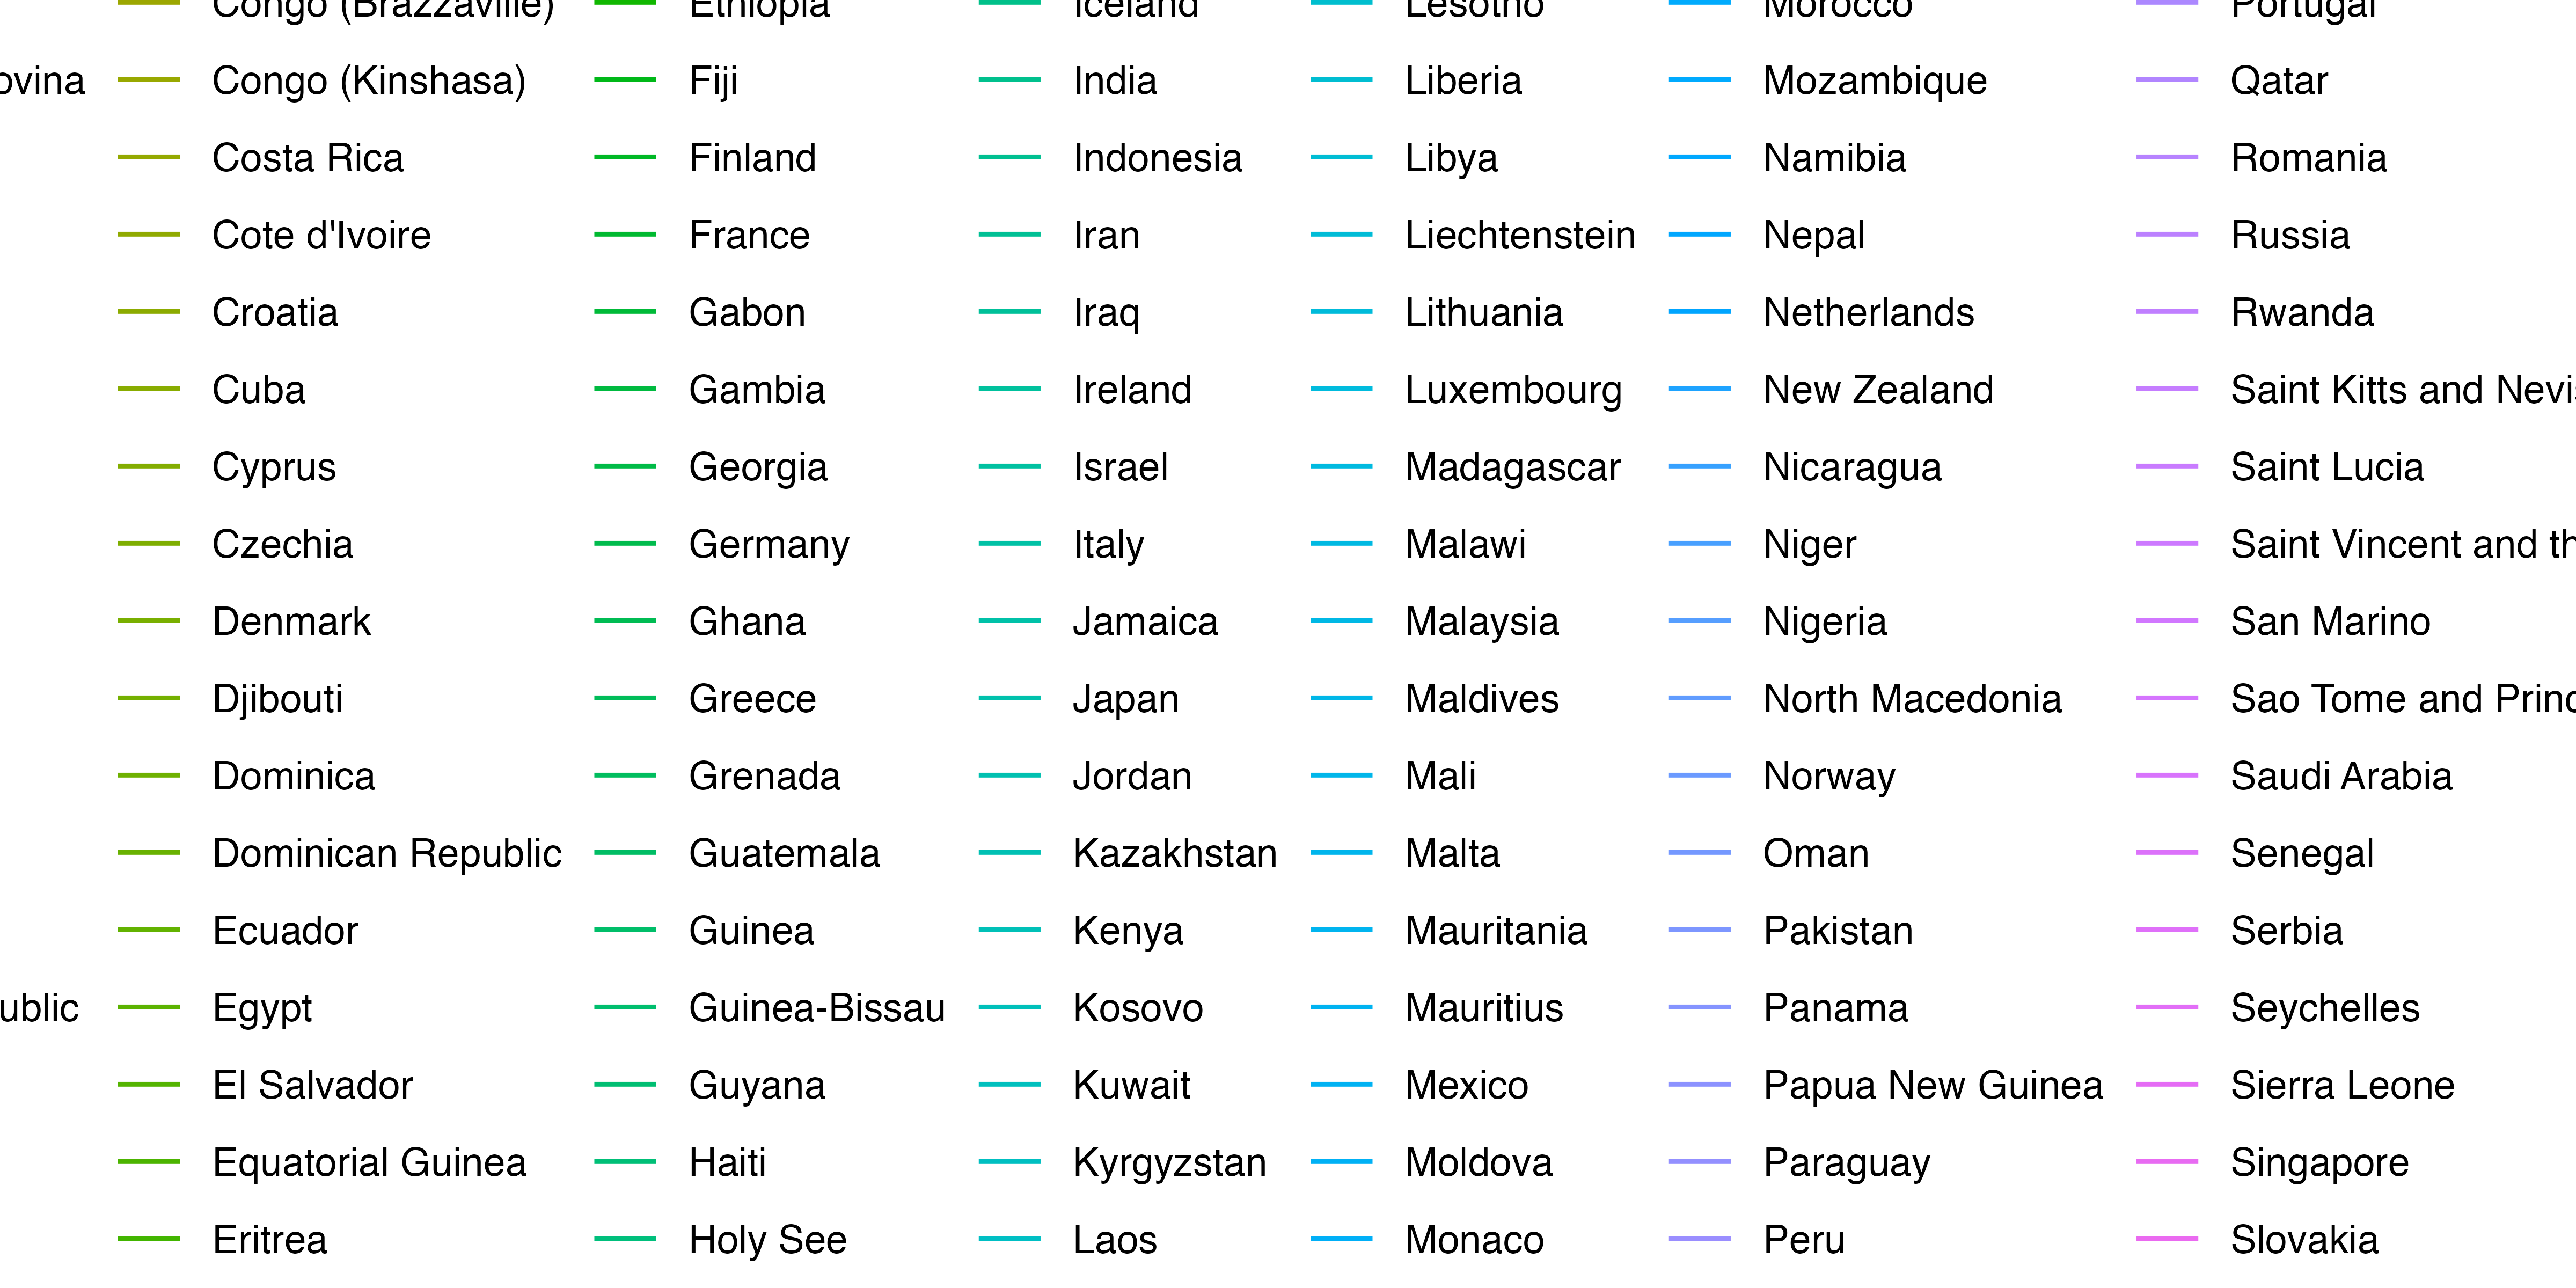 ovina
ublic
Congo (Brazzaville)
Congo (Kinshasa)
Costa Rica
Cote d'Ivoire
Croatia
Cuba
Cyprus
Czechia
Denmark
Djibouti
Dominica
Dominican Republic
Ecuador
Egypt
El Salvador
Equatorial Guinea
Eritrea
Ethiopia
Fiji
Finland
France
Gabon
Gambia
Georgia
Germany
Ghana
Greece
Grenada
Guatemala
Guinea
Guinea-Bissau
Guyana
Haiti
Holy See
Iceland
India
Indonesia
Iran
Iraq
Ireland
Israel
Italy
Jamaica
Japan
Jordan
Kazakhstan
Kenya
Kosovo
Kuwait
Kyrgyzstan
Laos
Lesotho
Liberia
Libya
Liechtenstein
Lithuania
Luxembourg
Madagascar
Malawi
Malaysia
Maldives
Mali
Malta
Mauritania
Mauritius
Mexico
Moldova
Monaco
Morocco
Mozambique
Namibia
Nepal
Netherlands
New Zealand
Nicaragua
Niger
Nigeria
North Macedonia
Norway
Oman
Pakistan
Panama
Papua New Guinea
Paraguay
Peru
Portugal
Qatar
Romania
Russia
Rwanda
Saint Kitts and Nevi
Saint Lucia
Saint Vincent and th
San Marino
Sao Tome and Princ
Saudi Arabia
Senegal
Serbia
Seychelles
Sierra Leone
Singapore
Slovakia